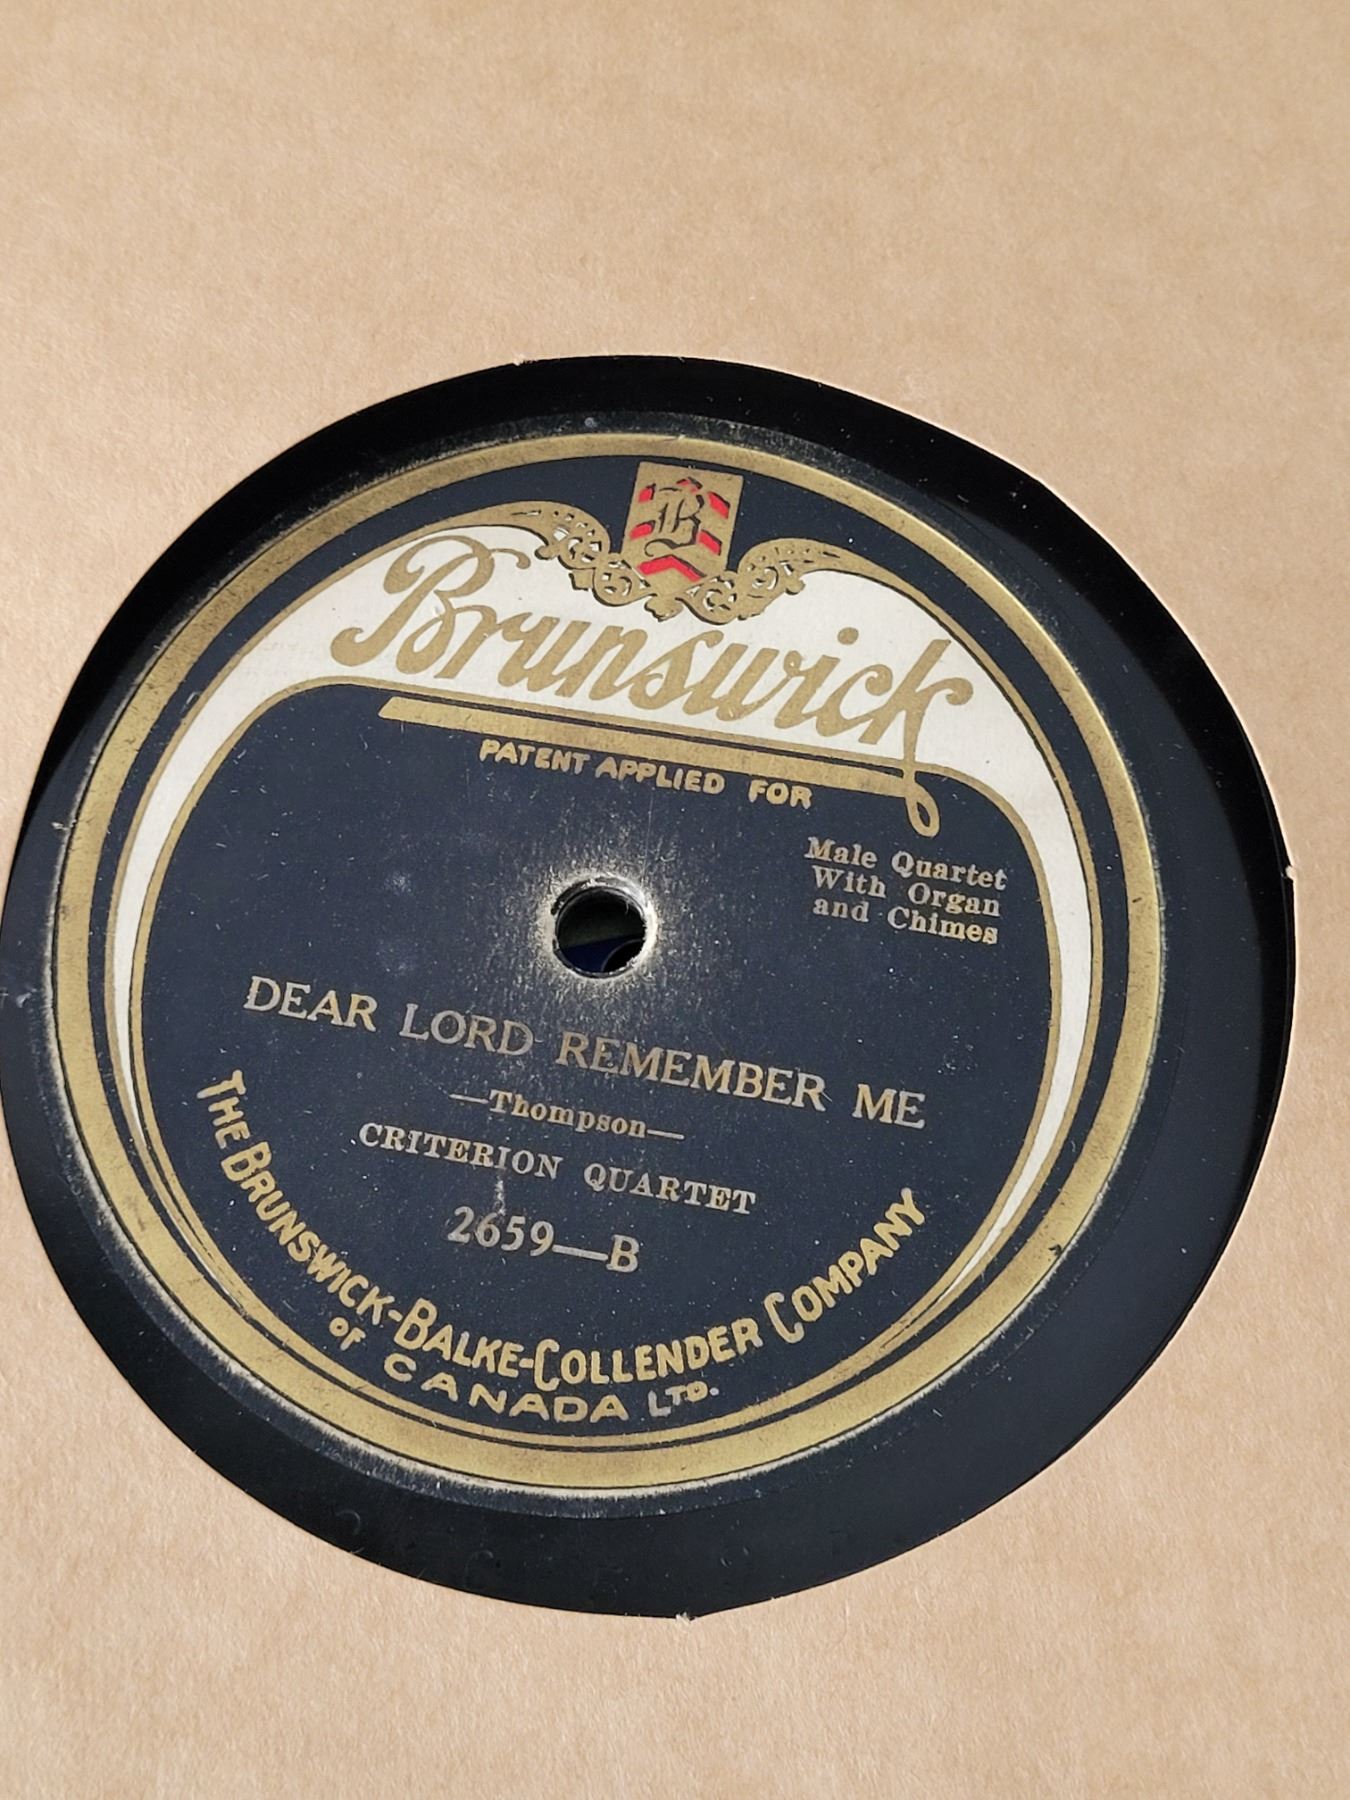 B
Brunswick
PATENT APPLIED FOR
Male Quartet
With Organ
and Chimes
DEAR LORD REMEMBER ME
—Thompson—
CRITERION QUARTET
2659—B
THE BRUNSWICK-BALKE-COLLENDER COMPANY
OF CANADA LTD.